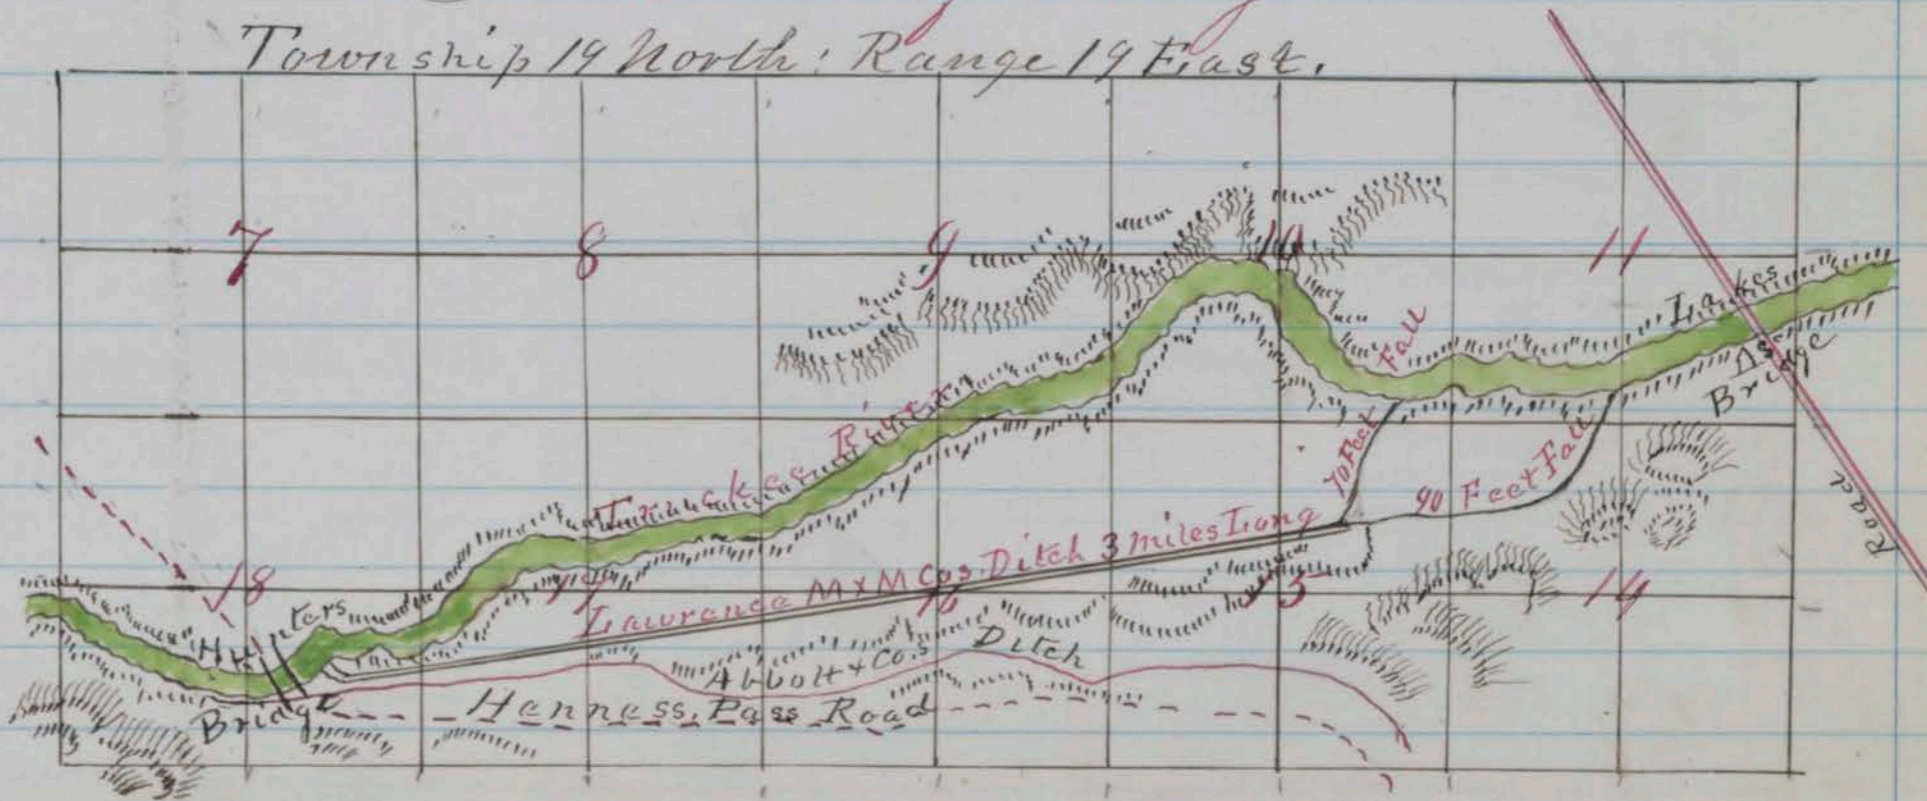 Township 19 North: Range 19 East.
7 8 9 10 11
Lakes
Bridge
Fall
Truckee River
70 Feet
90 Feet Fall
Road
Lawrence M&M Cos. Ditch 3 miles Long
18 17 16 15 14
Hunters
Bridge
Abbott & Co.s Ditch
Henness Pass Road